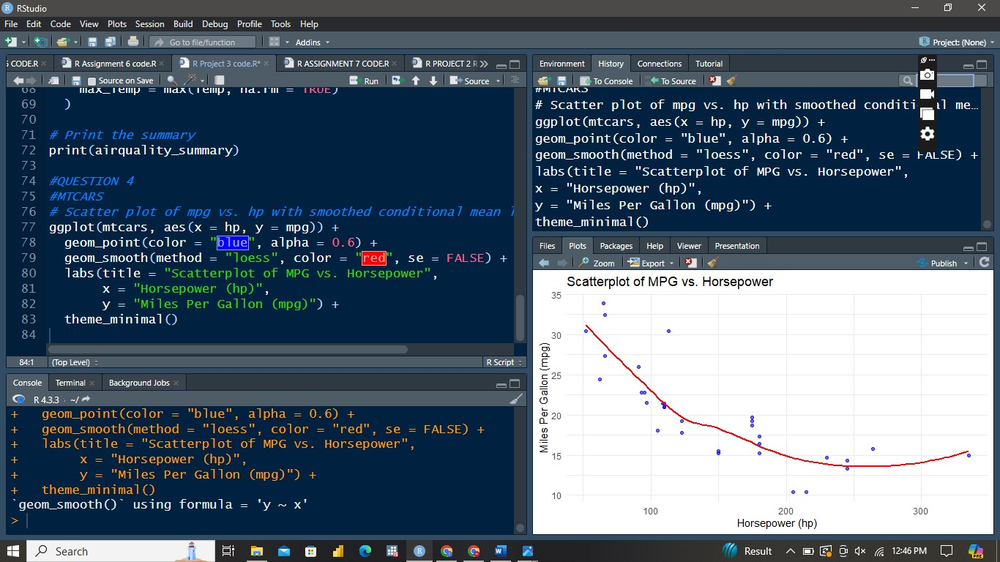 RStudio
File Edit Code View Plots Session Build Debug Profile Tools Help
Go to file/function Addins Project: (None)
CODE.R R Assignment 6 code.R R Project 3 code.R* R ASSIGNMENT 7 CODE.R R PROJECT 2 R
Source on Save Run Source
68 max_Temp = max(Temp, na.rm = TRUE)
69 )
70
71 # Print the summary
72 print(airquality_summary)
73
74 #QUESTION 4
75 #MTCARS
76 # Scatter plot of mpg vs. hp with smoothed conditional mean
77 ggplot(mtcars, aes(x = hp, y = mpg)) +
78 geom_point(color = "blue", alpha = 0.6) +
79 geom_smooth(method = "loess", color = "red", se = FALSE) +
80 labs(title = "Scatterplot of MPG vs. Horsepower",
81 x = "Horsepower (hp)",
82 y = "Miles Per Gallon (mpg)") +
83 theme_minimal()
84
84:1 (Top Level) R Script
Console Terminal Background Jobs
R 4.3.3 · ~/
+ geom_point(color = "blue", alpha = 0.6) +
+ geom_smooth(method = "loess", color = "red", se = FALSE) +
+ labs(title = "Scatterplot of MPG vs. Horsepower",
+ x = "Horsepower (hp)",
+ y = "Miles Per Gallon (mpg)") +
+ theme_minimal()
`geom_smooth()` using formula = 'y ~ x'
>
Environment History Connections Tutorial
To Console To Source
#MTCARS
# Scatter plot of mpg vs. hp with smoothed conditi al me...
ggplot(mtcars, aes(x = hp, y = mpg)) +
geom_point(color = "blue", alpha = 0.6) +
geom_smooth(method = "loess", color = "red", se = FALSE) +
labs(title = "Scatterplot of MPG vs. Horsepower",
x = "Horsepower (hp)",
y = "Miles Per Gallon (mpg)") +
theme_minimal()
Files Plots Packages Help Viewer Presentation
Zoom Export Publish
Scatterplot of MPG vs. Horsepower
35
30
25
20
15
10
Miles Per Gallon (mpg)
100 200 300
Horsepower (hp)
Search Result 12:46 PM
PRE